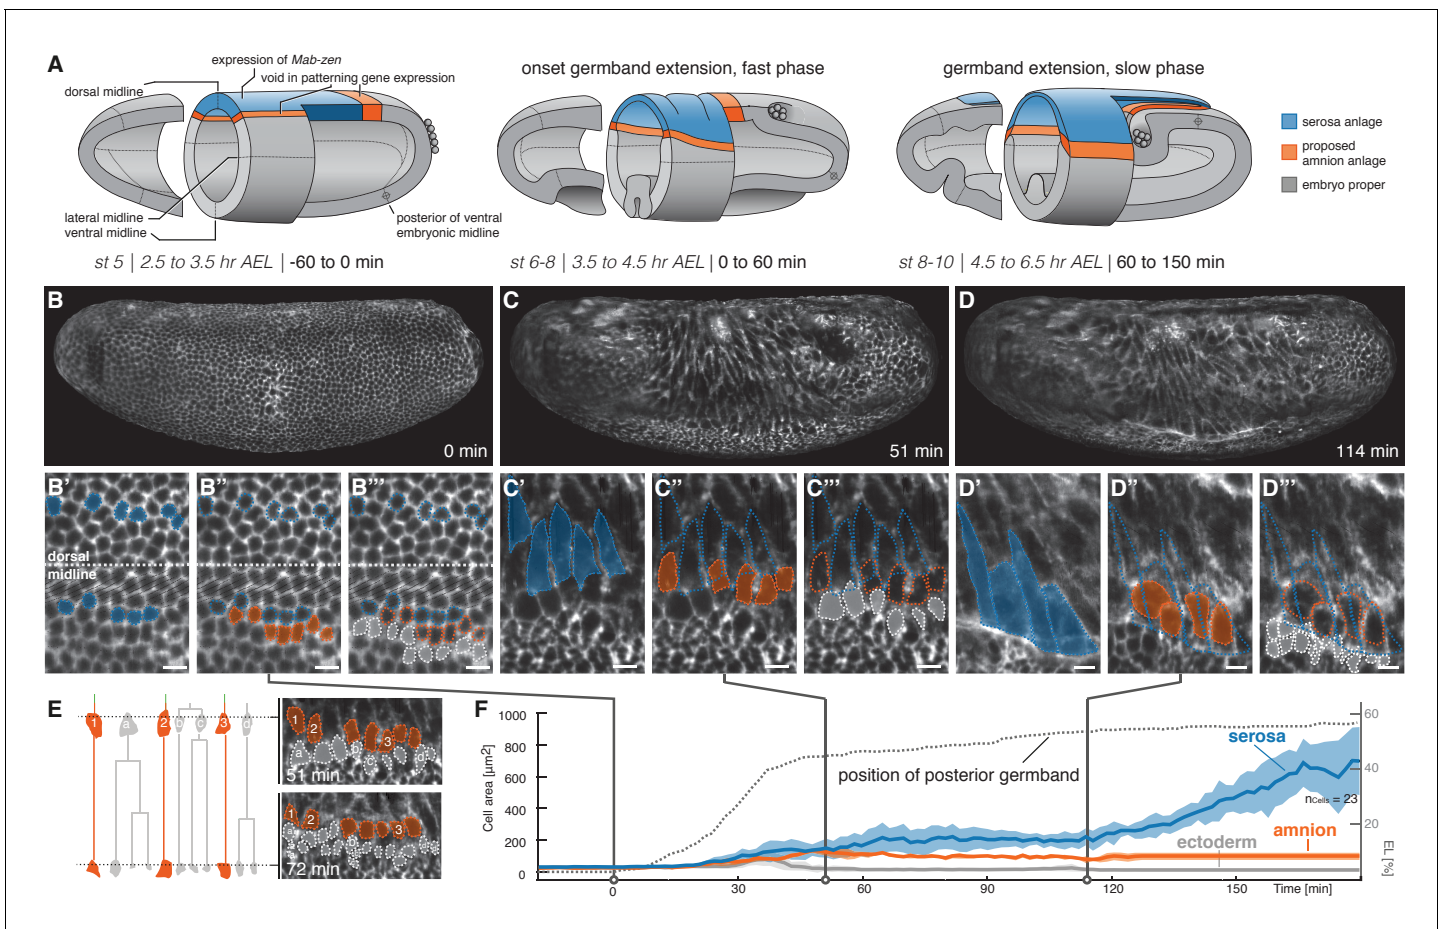 A
expression of Mab-zen
void in patterning gene expression
dorsal midline
lateral midline
ventral midline
posterior of ventral
embryonic midline
st 5 | 2.5 to 3.5 hr AEL | -60 to 0 min
onset germband extension, fast phase
st 6-8 | 3.5 to 4.5 hr AEL | 0 to 60 min
germband extension, slow phase
st 8-10 | 4.5 to 6.5 hr AEL | 60 to 150 min
serosa anlage
proposed
amnion anlage
embryo proper
B
0 min
C
51 min
D
114 min
B'
dorsal
midline
B''
B'''
C'
C''
C'''
D'
D''
D'''
E
1
a
2
b
c
3
d
1
2
3
a
b
c
d
51 min
1
2
3
a
a
b
72 min
F
1000
800
600
400
200
0
Cell area [µm2]
0
30
60
90
120
150
Time [min]
60
40
20
EL [%]
position of posterior germband
serosa
nCells = 23
amnion
ectoderm